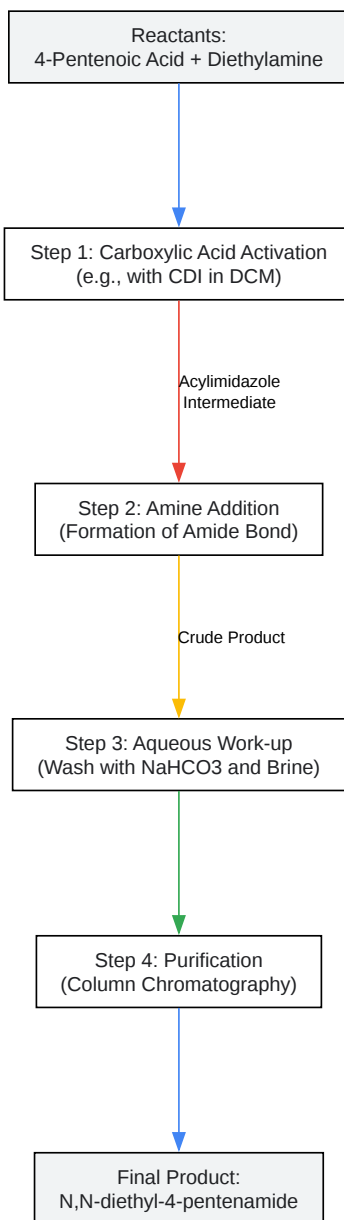 Reactants:
4-Pentenoic Acid + Diethylamine
Step 1: Carboxylic Acid Activation
(e.g., with CDI in DCM)
Acylimidazole
Intermediate
Step 2: Amine Addition
(Formation of Amide Bond)
Crude Product
Step 3: Aqueous Work-up
(Wash with NaHCO3 and Brine)
Step 4: Purification
(Column Chromatography)
Final Product:
N,N-diethyl-4-pentenamide